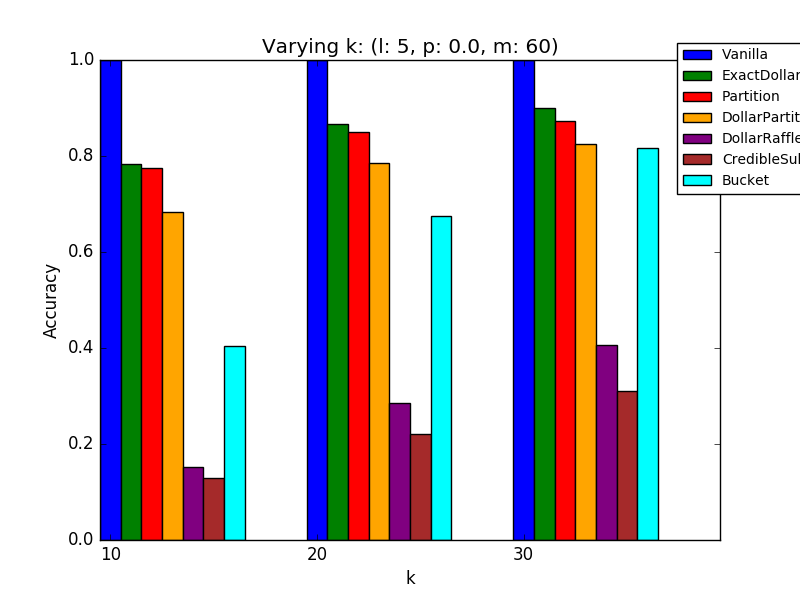 Varying k: (l: 5, p: 0.0, m: 60)
Vanilla
ExactDollar
Partition
DollarPartit
DollarRaffle
CredibleSul
Bucket
1.0
0.8
0.6
0.4
0.2
0.0
Accuracy
10 20 30
k